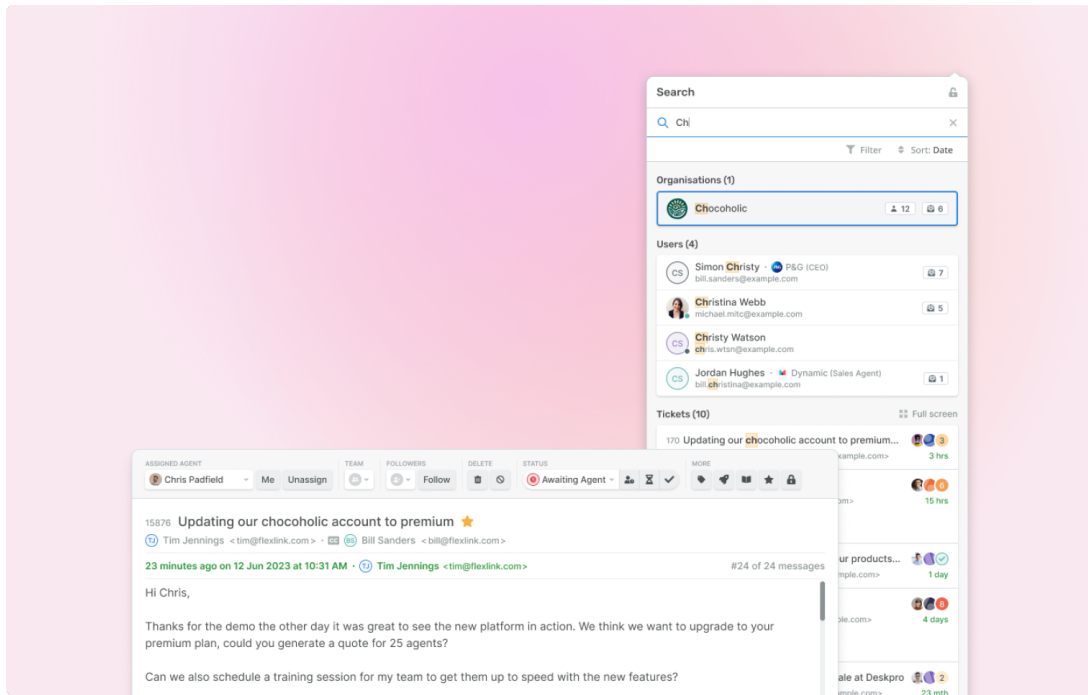 Search
Ch
Filter Sort: Date
Organisations (1)
Chocoholic 12 6
Users (4)
CS Simon Christy · P&G (CEO) 7
bill.sanders@example.com
Christina Webb 5
michael.mitc@example.com
CS Christy Watson
chris.wtsn@example.com
CS Jordan Hughes · Dynamic (Sales Agent) 1
bill.christina@example.com
Tickets (10) Full screen
170 Updating our chocoholic account to premium... 3
xample.com> 3 hrs
6
om> 15 hrs
ur products...
mple.com> 1 day
8
ple.com> 4 days
ale at Deskpro 2
mple.com> 23 mth
ASSIGNED AGENT TEAM FOLLOWERS DELETE STATUS MORE
Chris Padfield Me Unassign Follow Awaiting Agent
15876 Updating our chocoholic account to premium
TJ Tim Jennings <tim@flexlink.com> · CC BS Bill Sanders <bill@flexlink.com>
23 minutes ago on 12 Jun 2023 at 10:31 AM · TJ Tim Jennings <tim@flexlink.com> #24 of 24 messages
Hi Chris,
Thanks for the demo the other day it was great to see the new platform in action. We think we want to upgrade to your
premium plan, could you generate a quote for 25 agents?
Can we also schedule a training session for my team to get them up to speed with the new features?